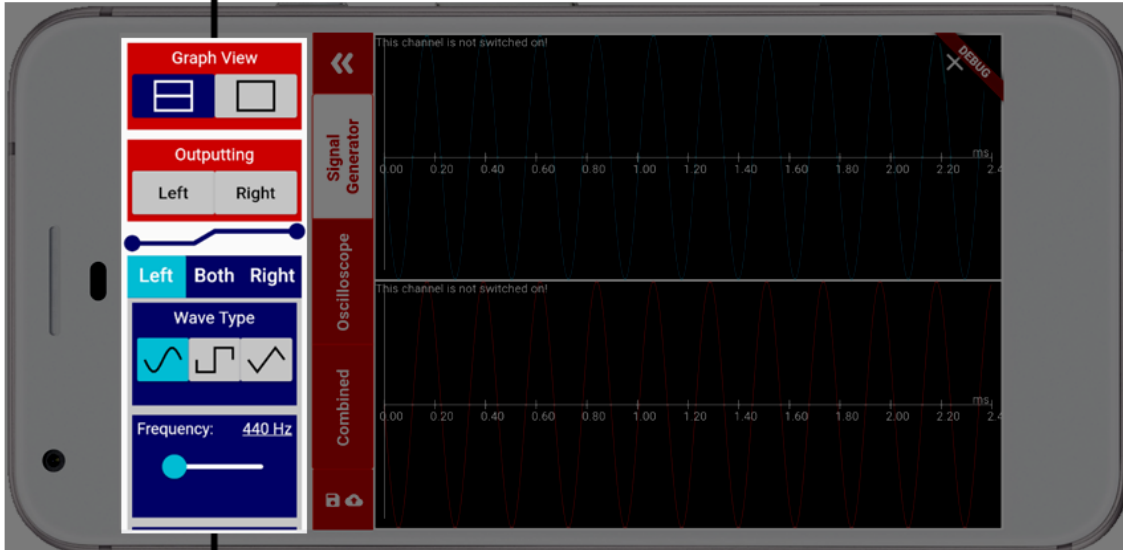 Graph View
Outputting
Left Right
Left Both Right
Wave Type
Frequency: 440 Hz
Signal
Generator
Oscilloscope
Combined
This channel is not switched on!
DEBUG
ms
0.00 0.20 0.40 0.60 0.80 1.00 1.20 1.40 1.60 1.80 2.00 2.20 2.4
This channel is not switched on!
ms
0.00 0.20 0.40 0.60 0.80 1.00 1.20 1.40 1.60 1.80 2.00 2.20 2.4